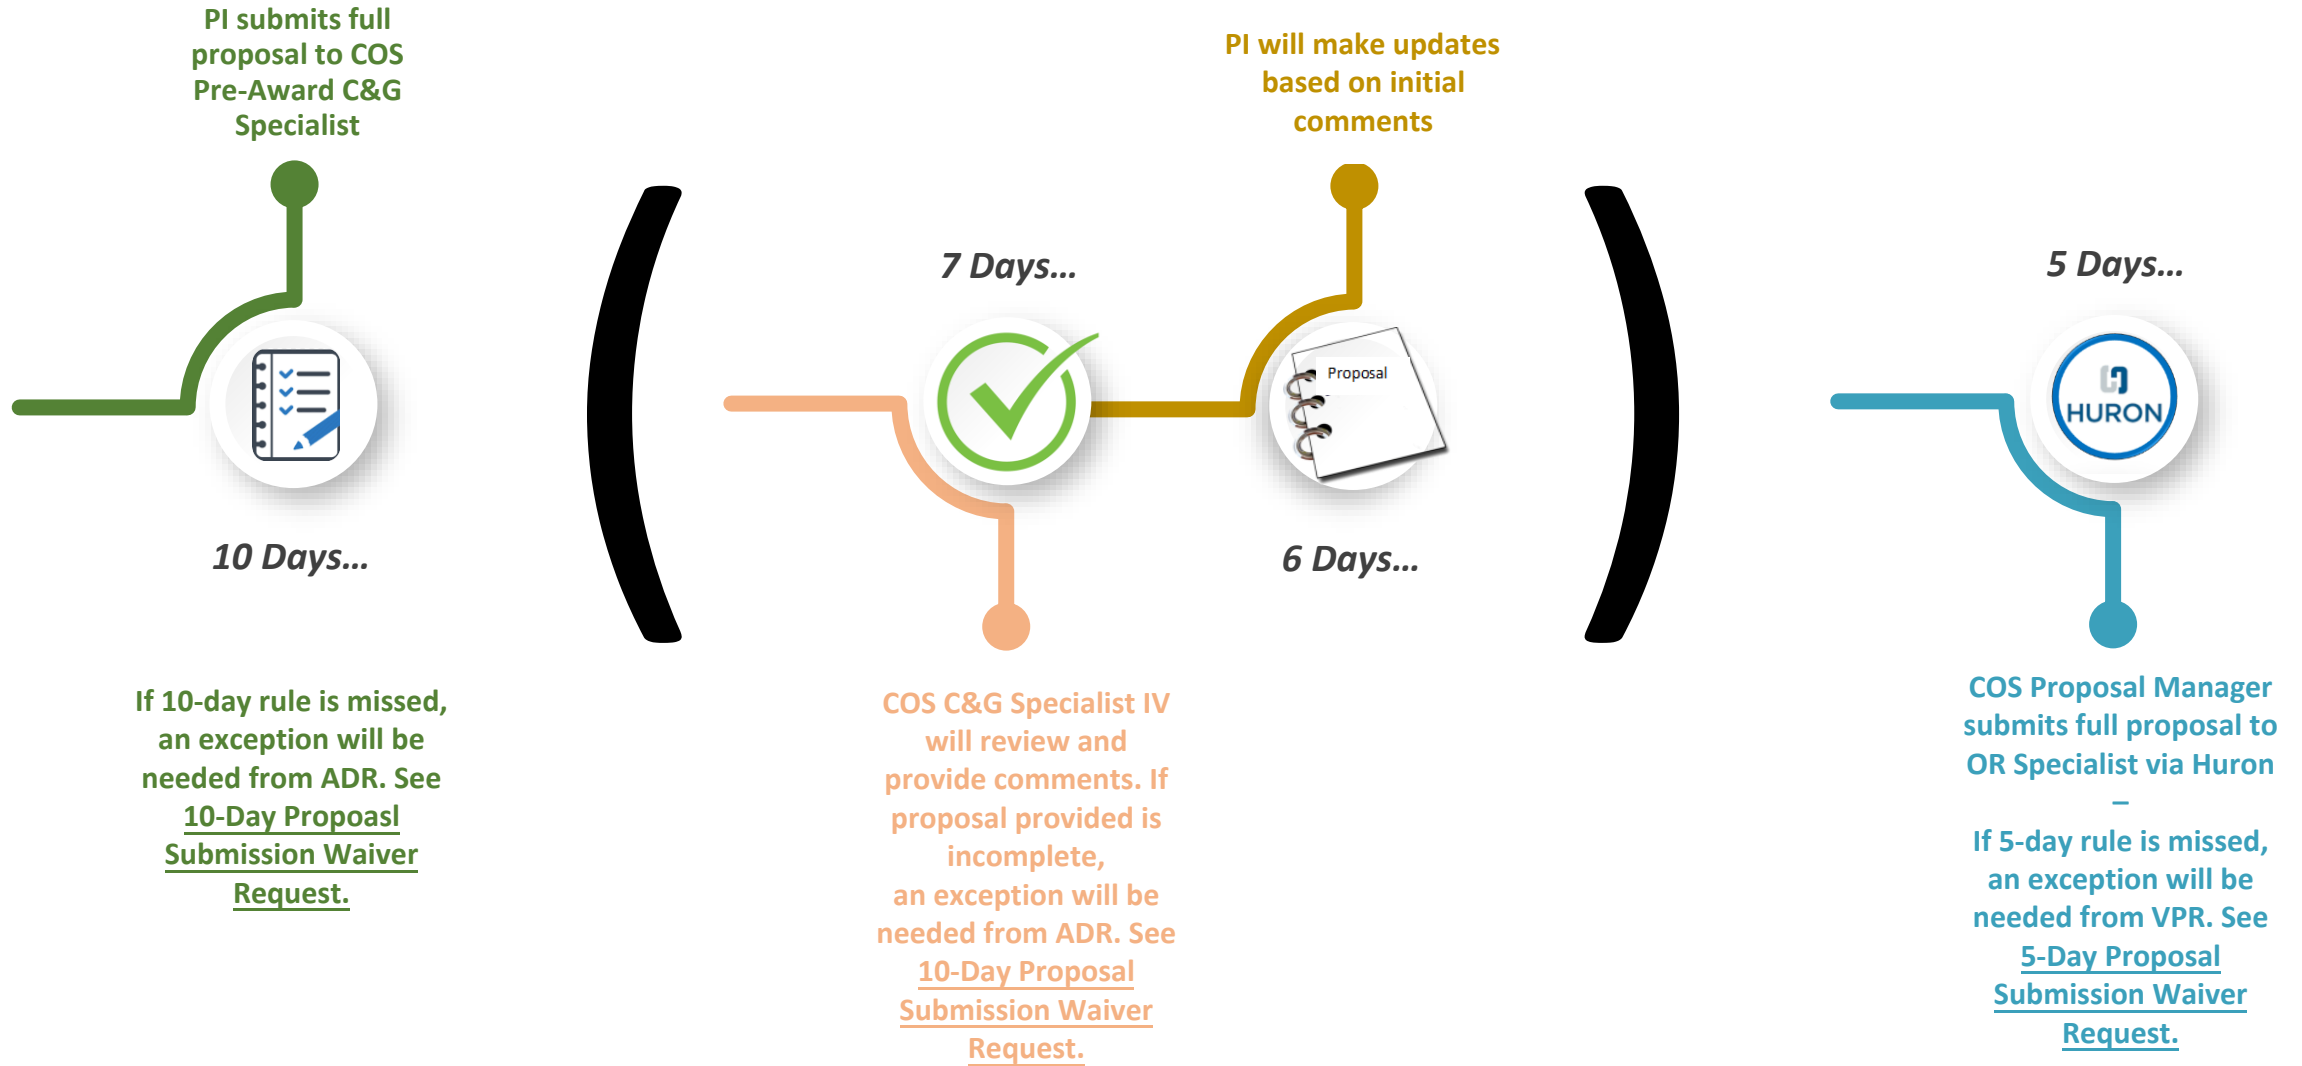 PI submits full
proposal to COS
Pre-Award C&G
Specialist
10 Days...
If 10-day rule is missed,
an exception will be
needed from ADR. See
10-Day Propoasl
Submission Waiver
Request.
7 Days...
COS C&G Specialist IV
will review and
provide comments. If
proposal provided is
incomplete,
an exception will be
needed from ADR. See
10-Day Proposal
Submission Waiver
Request.
PI will make updates
based on initial
comments
Proposal
6 Days...
5 Days...
HURON
COS Proposal Manager
submits full proposal to
OR Specialist via Huron
–
If 5-day rule is missed,
an exception will be
needed from VPR. See
5-Day Proposal
Submission Waiver
Request.